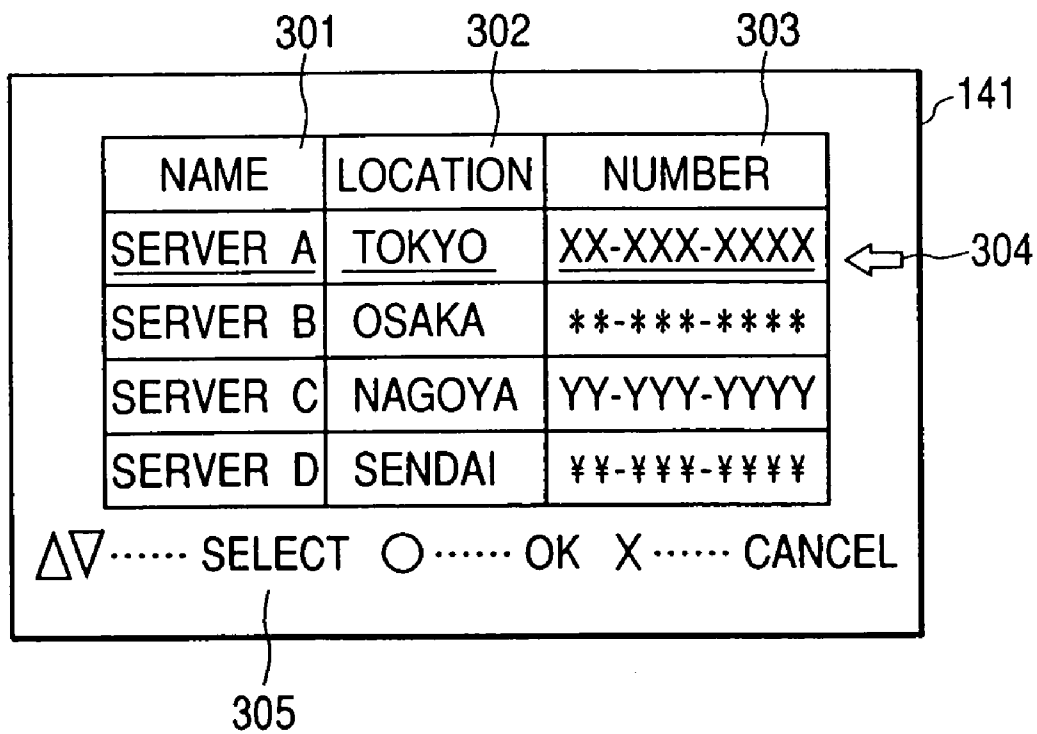 301 302 303
141
NAME LOCATION NUMBER
SERVER A TOKYO XX-XXX-XXXX
304
SERVER B OSAKA **-***-****
SERVER C NAGOYA YY-YYY-YYYY
SERVER D SENDAI ¥¥-¥¥¥-¥¥¥¥
△▽······ SELECT ○······ OK X······ CANCEL
305